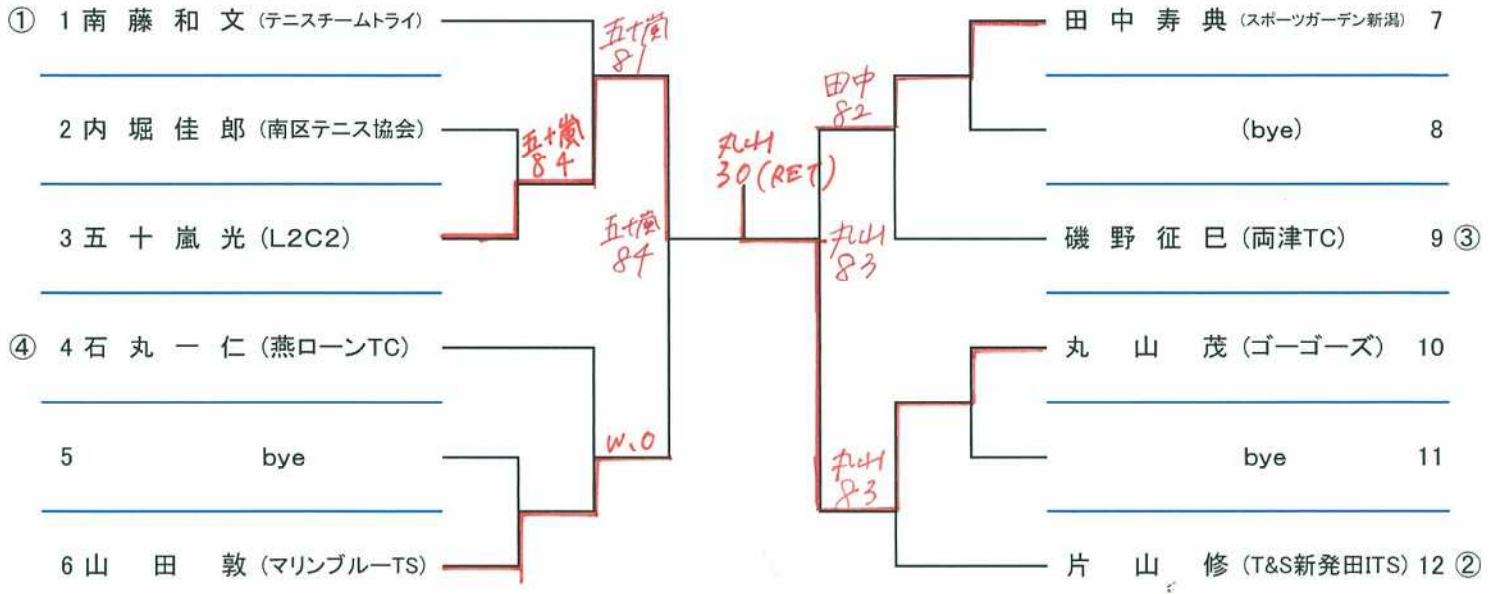 ① 1 南藤和文 (テニスチームトライ)
2 内堀佳郎 (南区テニス協会)
3 五十嵐光 (L2C2)
④ 4 石丸一仁 (燕ローンTC)
5 bye
6 山田敦 (マリンブルーTS)
五十嵐
84
五十嵐
81
W.O
五十嵐
84
丸山
30(RET)
田中
82
丸山
83
丸山
83
田中寿典 (スポーツガーデン新潟) 7
(bye) 8
磯野征巳 (両津TC) 9 ③
丸山茂 (ゴーゴーズ) 10
bye 11
片山修 (T&S新発田ITS) 12 ②